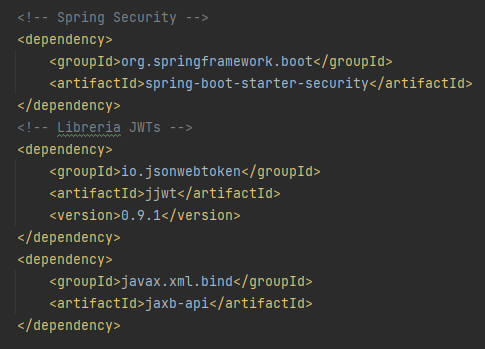 <!-- Spring Security -->
<dependency>
    <groupId>org.springframework.boot</groupId>
    <artifactId>spring-boot-starter-security</artifactId>
</dependency>
<!-- Libreria JWTs -->
<dependency>
    <groupId>io.jsonwebtoken</groupId>
    <artifactId>jjwt</artifactId>
    <version>0.9.1</version>
</dependency>
<dependency>
    <groupId>javax.xml.bind</groupId>
    <artifactId>jaxb-api</artifactId>
</dependency>